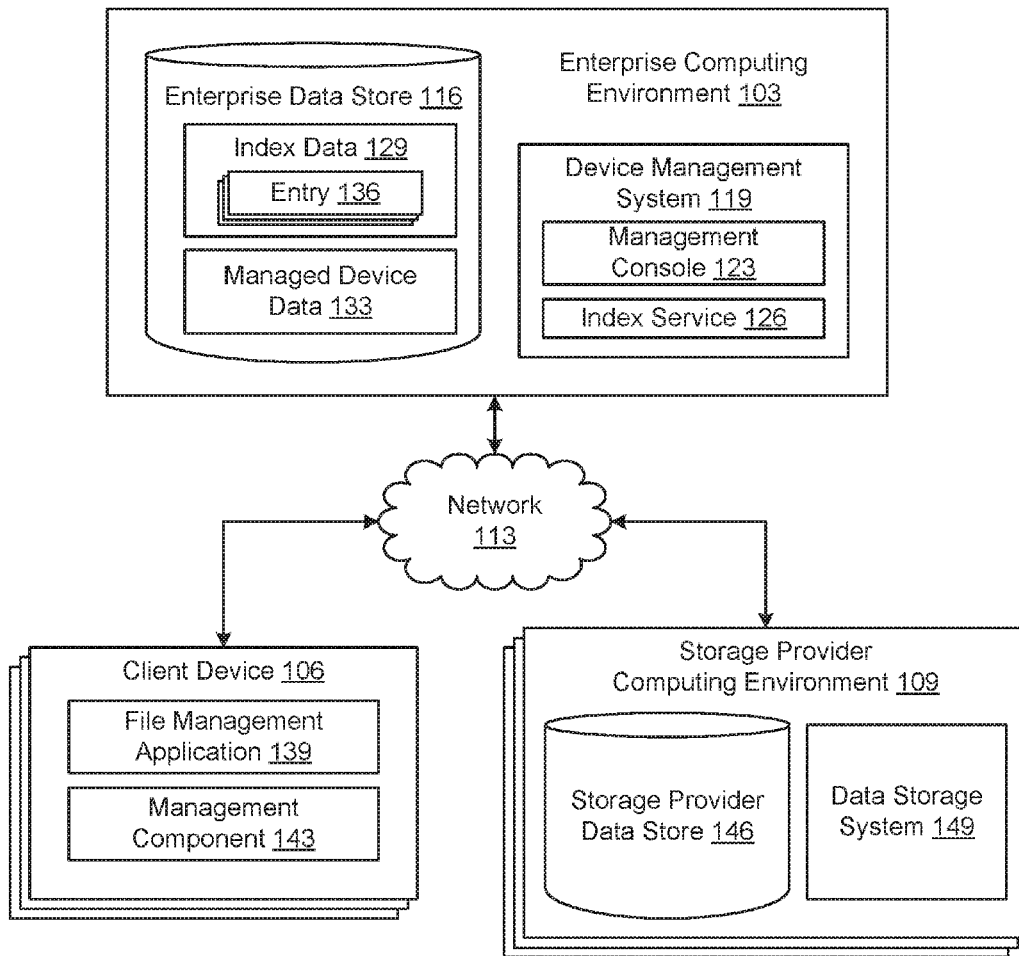 Enterprise Computing
Environment 103
Enterprise Data Store 116
Index Data 129
Entry 136
Managed Device
Data 133
Device Management
System 119
Management
Console 123
Index Service 126
Network
113
Client Device 106
File Management
Application 139
Management
Component 143
Storage Provider
Computing Environment 109
Storage Provider
Data Store 146
Data Storage
System 149